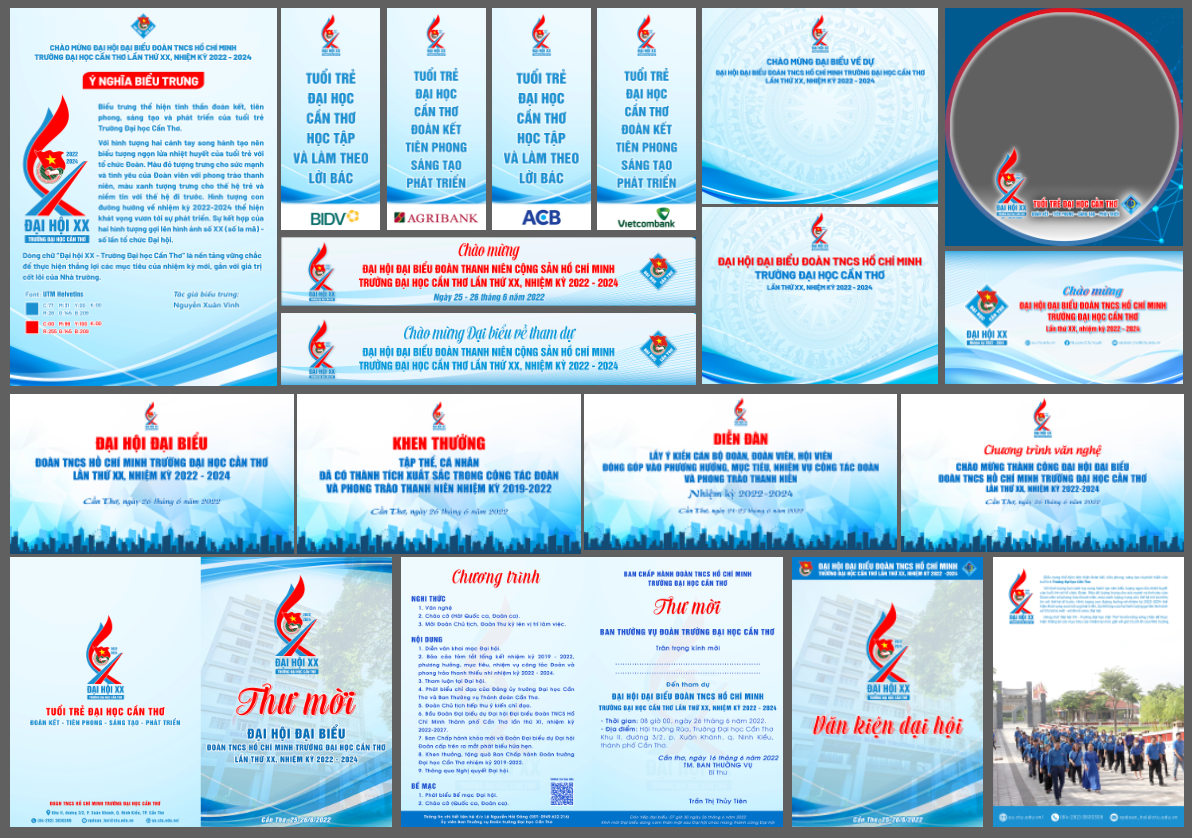 CHÀO MỪNG ĐẠI HỘI ĐẠI BIỂU ĐOÀN TNCS HỒ CHÍ MINH
TRƯỜNG ĐẠI HỌC CẦN THƠ LẦN THỨ XX, NHIỆM KỲ 2022 - 2024
Ý NGHĨA BIỂU TRƯNG
Biểu trưng thể hiện tinh thần đoàn kết, tiên
phong, sáng tạo và phát triển của tuổi trẻ
Trường Đại học Cần Thơ.
Với hình tượng hai cánh tay song hành tạo nên
biểu tượng ngọn lửa nhiệt huyết của tuổi trẻ với
tổ chức Đoàn. Màu đỏ tượng trưng cho sức mạnh
và tình yêu của Đoàn viên với phong trào thanh
niên, màu xanh tượng trưng cho thế hệ trẻ và
niềm tin với thế hệ đi trước. Hình tượng con
đường hướng về nhiệm kỳ 2022-2024 thể hiện
khát vọng vươn tới sự phát triển. Sự kết hợp của
hai hình tượng gợi lên hình ảnh số XX (số la mã) -
số lần tổ chức Đại hội.
2022
2024
ĐẠI HỘI XX
TRƯỜNG ĐẠI HỌC CẦN THƠ
Dòng chữ "Đại hội XX - Trường Đại học Cần Thơ" là nền tảng vững chắc
để thực hiện thắng lợi các mục tiêu của nhiệm kỳ mới, gắn với giá trị
cốt lõi của Nhà trường.
Font: UTM Helvetins
Tác giả biểu trưng:
Nguyễn Xuân Vinh
TUỔI TRẺ
ĐẠI HỌC
CẦN THƠ
HỌC TẬP
VÀ LÀM THEO
LỜI BÁC
BIDV
TUỔI TRẺ
ĐẠI HỌC
CẦN THƠ
ĐOÀN KẾT
TIÊN PHONG
SÁNG TẠO
PHÁT TRIỂN
AGRIBANK
TUỔI TRẺ
ĐẠI HỌC
CẦN THƠ
HỌC TẬP
VÀ LÀM THEO
LỜI BÁC
ACB
TUỔI TRẺ
ĐẠI HỌC
CẦN THƠ
ĐOÀN KẾT
TIÊN PHONG
SÁNG TẠO
PHÁT TRIỂN
Vietcombank
Chào mừng
ĐẠI HỘI ĐẠI BIỂU ĐOÀN THANH NIÊN CỘNG SẢN HỒ CHÍ MINH
TRƯỜNG ĐẠI HỌC CẦN THƠ LẦN THỨ XX, NHIỆM KỲ 2022 - 2024
Ngày 25 - 26 tháng 6 năm 2022
Chào mừng Đại biểu về tham dự
ĐẠI HỘI ĐẠI BIỂU ĐOÀN THANH NIÊN CỘNG SẢN HỒ CHÍ MINH
TRƯỜNG ĐẠI HỌC CẦN THƠ LẦN THỨ XX, NHIỆM KỲ 2022 - 2024
CHÀO MỪNG ĐẠI BIỂU VỀ DỰ
ĐẠI HỘI ĐẠI BIỂU ĐOÀN TNCS HỒ CHÍ MINH TRƯỜNG ĐẠI HỌC CẦN THƠ
LẦN THỨ XX, NHIỆM KỲ 2022 - 2024
ĐẠI HỘI ĐẠI BIỂU ĐOÀN TNCS HỒ CHÍ MINH
TRƯỜNG ĐẠI HỌC CẦN THƠ
LẦN THỨ XX, NHIỆM KỲ 2022 - 2024
ĐẠI HỘI XX
TUỔI TRẺ ĐẠI HỌC CẦN THƠ
ĐOÀN KẾT - TIÊN PHONG - SÁNG TẠO - PHÁT TRIỂN
Chào mừng
ĐẠI HỘI ĐẠI BIỂU ĐOÀN TNCS HỒ CHÍ MINH
TRƯỜNG ĐẠI HỌC CẦN THƠ
Lần thứ XX, nhiệm kỳ 2022 - 2024
ĐẠI HỘI XX
ĐẠI HỘI ĐẠI BIỂU
ĐOÀN TNCS HỒ CHÍ MINH TRƯỜNG ĐẠI HỌC CẦN THƠ
LẦN THỨ XX, NHIỆM KỲ 2022 - 2024
Cần Thơ, ngày 26 tháng 6 năm 2022
KHEN THƯỞNG
TẬP THỂ, CÁ NHÂN
ĐÃ CÓ THÀNH TÍCH XUẤT SẮC TRONG CÔNG TÁC ĐOÀN
VÀ PHONG TRÀO THANH NIÊN NHIỆM KỲ 2019-2022
Cần Thơ, ngày 26 tháng 6 năm 2022
DIỄN ĐÀN
LẤY Ý KIẾN CÁN BỘ ĐOÀN, ĐOÀN VIÊN, HỘI VIÊN
ĐÓNG GÓP VÀO PHƯƠNG HƯỚNG, MỤC TIÊU, NHIỆM VỤ CÔNG TÁC ĐOÀN
VÀ PHONG TRÀO THANH NIÊN
Nhiệm kỳ 2022-2024
Chương trình văn nghệ
CHÀO MỪNG THÀNH CÔNG ĐẠI HỘI ĐẠI BIỂU
ĐOÀN TNCS HỒ CHÍ MINH TRƯỜNG ĐẠI HỌC CẦN THƠ
LẦN THỨ XX, NHIỆM KỲ 2022-2024
Cần Thơ, ngày 26 tháng 6 năm 2022
ĐẠI HỘI XX
TRƯỜNG ĐẠI HỌC CẦN THƠ
TUỔI TRẺ ĐẠI HỌC CẦN THƠ
ĐOÀN KẾT - TIÊN PHONG - SÁNG TẠO - PHÁT TRIỂN
ĐOÀN TNCS HỒ CHÍ MINH TRƯỜNG ĐẠI HỌC CẦN THƠ
Khu II, đường 3/2, P. Xuân Khánh, Q. Ninh Kiều, TP. Cần Thơ
ĐẠI HỘI XX
TRƯỜNG ĐẠI HỌC CẦN THƠ
Thư mời
ĐẠI HỘI ĐẠI BIỂU
ĐOÀN TNCS HỒ CHÍ MINH TRƯỜNG ĐẠI HỌC CẦN THƠ
LẦN THỨ XX, NHIỆM KỲ 2022 - 2024
Cần Thơ, 25-26/6/2022
Chương trình
NGHI THỨC
1. Văn nghệ
2. Chào cờ (Hát Quốc ca, Đoàn ca).
3. Mời Đoàn Chủ tịch, Đoàn Thư ký lên vị trí làm việc.
NỘI DUNG
1. Diễn văn khai mạc Đại hội.
2. Báo cáo tóm tắt tổng kết nhiệm kỳ 2019 - 2022,
phương hướng, mục tiêu, nhiệm vụ công tác Đoàn và
phong trào thanh thiếu nhi nhiệm kỳ 2022 - 2024.
3. Tham luận tại Đại hội.
4. Phát biểu chỉ đạo của Đảng ủy trường Đại học Cần
Thơ và Ban Thường vụ Thành đoàn Cần Thơ.
5. Đoàn Chủ tịch tiếp thu ý kiến chỉ đạo.
6. Bầu Đoàn Đại biểu dự Đại hội Đại biểu Đoàn TNCS Hồ
Chí Minh Thành phố Cần Thơ lần thứ XI, nhiệm kỳ
2022-2027.
7. Ban Chấp hành khóa mới và Đoàn Đại biểu dự Đại hội
Đoàn cấp trên ra mắt phát biểu hứa hẹn.
8. Khen thưởng, tặng quà Ban Chấp hành Đoàn trường
Đại học Cần Thơ nhiệm kỳ 2019-2022.
9. Thông qua Nghị quyết Đại hội.
BẾ MẠC
1. Phát biểu Bế mạc Đại hội.
2. Chào cờ (Quốc ca, Đoàn ca).
BAN CHẤP HÀNH ĐOÀN TNCS HỒ CHÍ MINH
TRƯỜNG ĐẠI HỌC CẦN THƠ
Thư mời
BAN THƯỜNG VỤ ĐOÀN TRƯỜNG ĐẠI HỌC CẦN THƠ
Trân trọng kính mời
Đến tham dự
ĐẠI HỘI ĐẠI BIỂU ĐOÀN TNCS HỒ CHÍ MINH
TRƯỜNG ĐẠI HỌC CẦN THƠ LẦN THỨ XX, NHIỆM KỲ 2022 - 2024
- Thời gian: 08 giờ 00, ngày 26 tháng 6 năm 2022.
- Địa điểm: Hội trường Rùa, Trường Đại học Cần Thơ
Khu II, đường 3/2, p. Xuân Khánh, q. Ninh Kiều,
thành phố Cần Thơ.
Cần thơ, ngày 16 tháng 6 năm 2022
TM. BAN THƯỜNG VỤ
Bí thư
Trần Thị Thủy Tiên
ĐẠI HỘI ĐẠI BIỂU ĐOÀN TNCS HỒ CHÍ MINH
TRƯỜNG ĐẠI HỌC CẦN THƠ LẦN THỨ XX, NHIỆM KỲ 2022 - 2024
ĐẠI HỘI XX
TRƯỜNG ĐẠI HỌC CẦN THƠ
Văn kiện đại hội
Cần Thơ, 25-26/6/2022